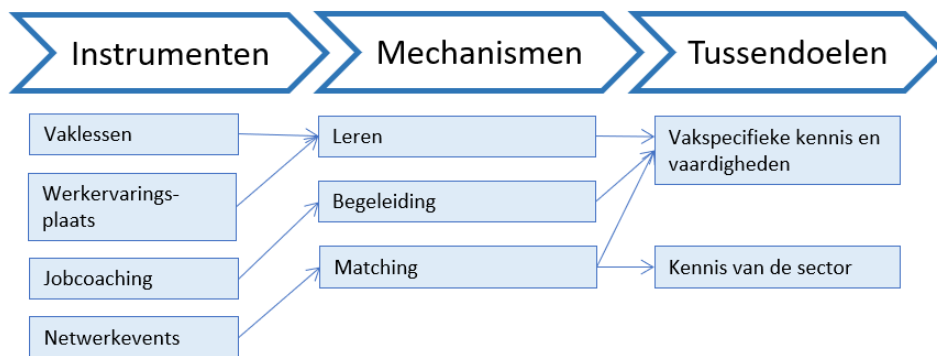 Instrumenten
Mechanismen
Tussendoelen
Vaklessen
Werkervarings-
plaats
Jobcoaching
Netwerkevents
Leren
Begeleiding
Matching
Vakspecifieke kennis en
vaardigheden
Kennis van de sector